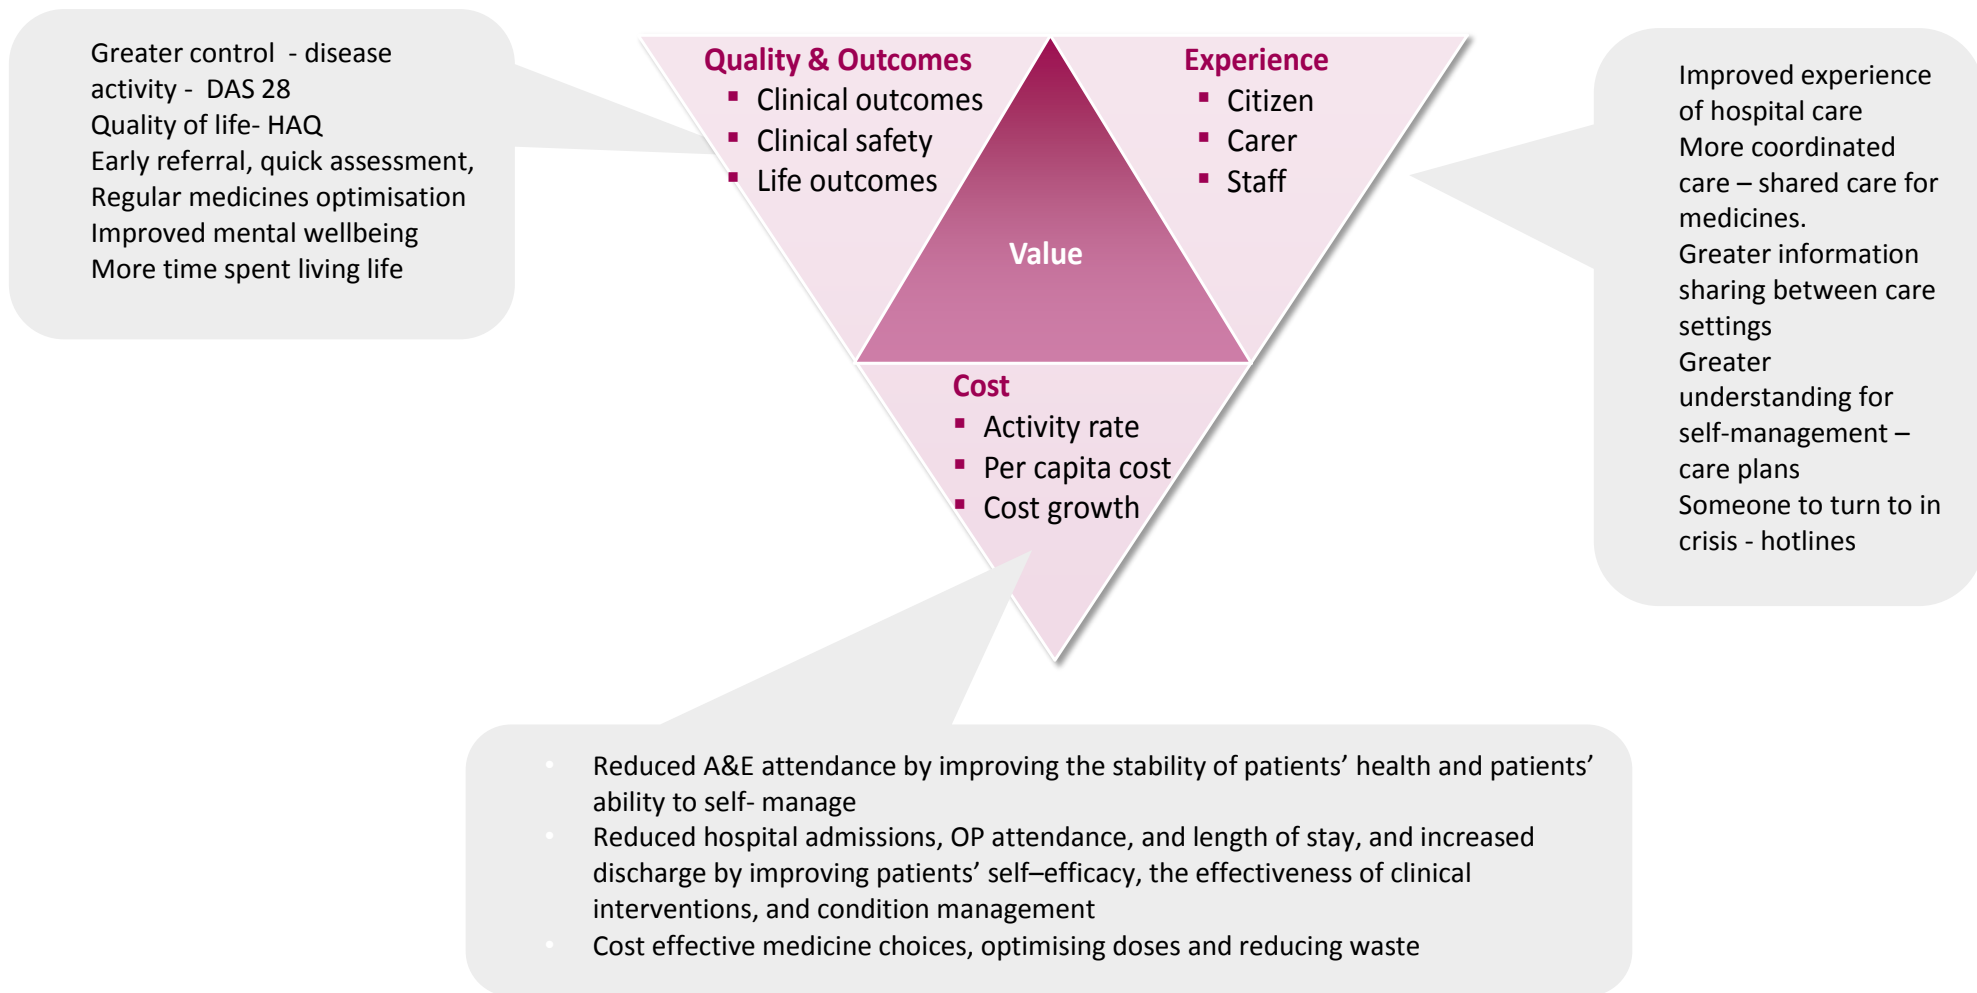 Greater control  - disease
activity -  DAS 28
Quality of life- HAQ
Early referral, quick assessment,
Regular medicines optimisation
Improved mental wellbeing
More time spent living life
Quality & Outcomes
▪ Clinical outcomes
▪ Clinical safety
▪ Life outcomes
Experience
▪ Citizen
▪ Carer
▪ Staff
Value
Cost
▪ Activity rate
▪ Per capita cost
▪ Cost growth
Improved experience
of hospital care
More coordinated
care – shared care for
medicines.
Greater information
sharing between care
settings
Greater
understanding for
self-management –
care plans
Someone to turn to in
crisis - hotlines
• Reduced A&E attendance by improving the stability of patients’ health and patients’
ability to self- manage
• Reduced hospital admissions, OP attendance, and length of stay, and increased
discharge by improving patients’ self–efficacy, the effectiveness of clinical
interventions, and condition management
• Cost effective medicine choices, optimising doses and reducing waste